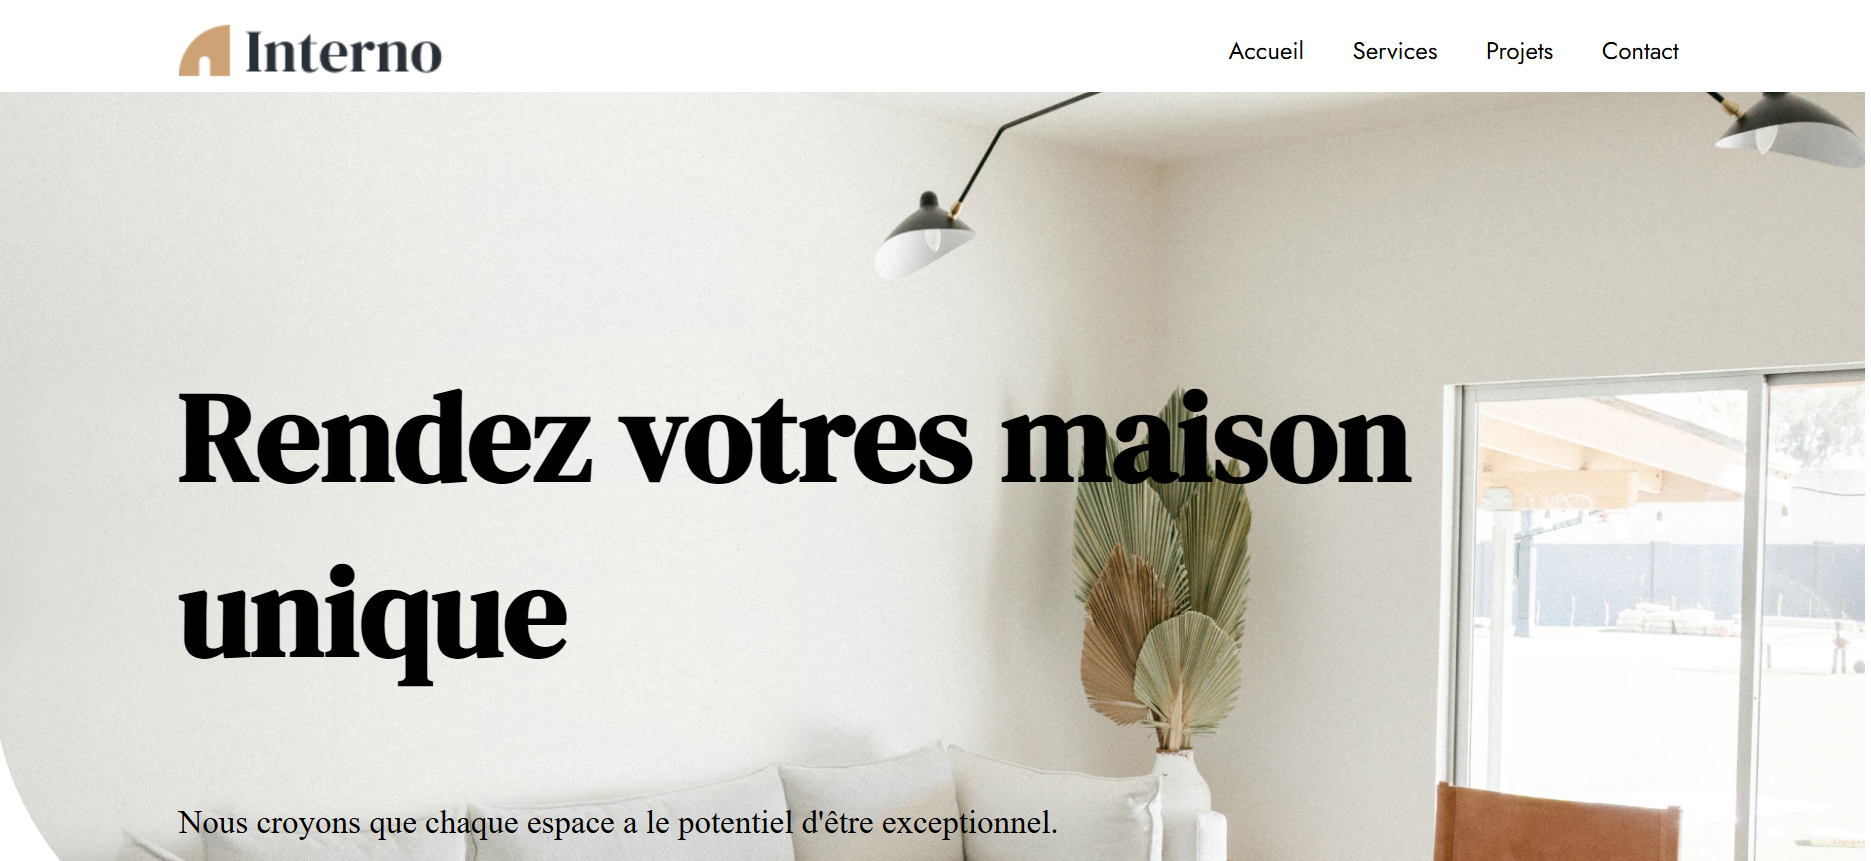 Interno
Accueil Services Projets Contact
Rendez votres maison
unique
Nous croyons que chaque espace a le potentiel d'être exceptionnel.